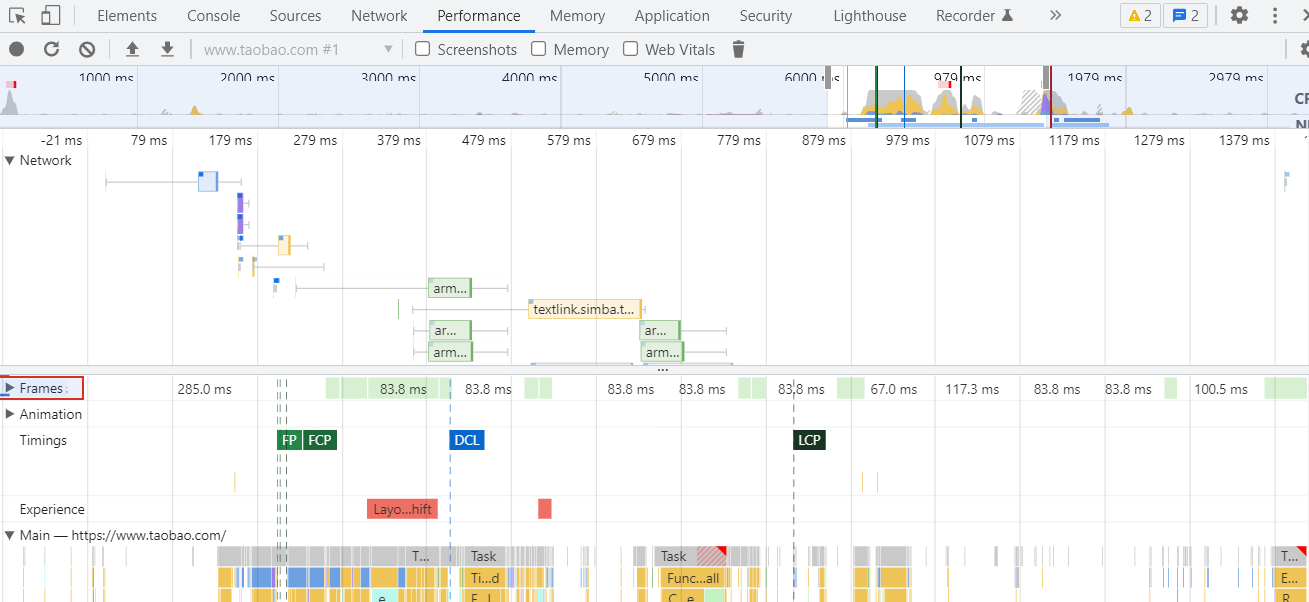 Elements Console Sources Network Performance Memory Application Security Lighthouse Recorder 2 2
www.taobao.com #1 Screenshots Memory Web Vitals
1000 ms 2000 ms 3000 ms 4000 ms 5000 ms 6000 ms 979 ms 1979 ms 2979 ms
-21 ms 79 ms 179 ms 279 ms 379 ms 479 ms 579 ms 679 ms 779 ms 879 ms 979 ms 1079 ms 1179 ms 1279 ms 1379 ms
Network
arm...
textlink.simba.t...
ar... ar...
arm... arm...
...
Frames 285.0 ms 83.8 ms 83.8 ms 83.8 ms 83.8 ms 83.8 ms 67.0 ms 117.3 ms 83.8 ms 83.8 ms 100.5 ms
Animation
Timings FP FCP DCL LCP
Experience Layo...hift
Main — https://www.taobao.com/
T... Task Task T...
Ti...d Func...all E...